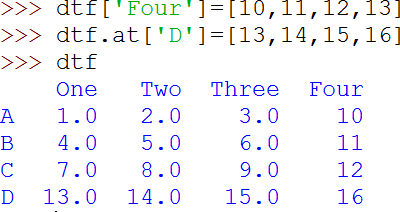 >>> dtf['Four']=[10,11,12,13]
>>> dtf.at['D']=[13,14,15,16]
>>> dtf
One Two Three Four
A 1.0 2.0 3.0 10
B 4.0 5.0 6.0 11
C 7.0 8.0 9.0 12
D 13.0 14.0 15.0 16